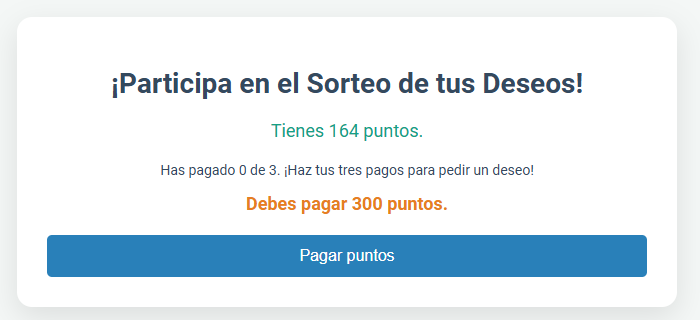 ¡Participa en el Sorteo de tus Deseos!
Tienes 164 puntos.
Has pagado 0 de 3. ¡Haz tus tres pagos para pedir un deseo!
Debes pagar 300 puntos.
Pagar puntos